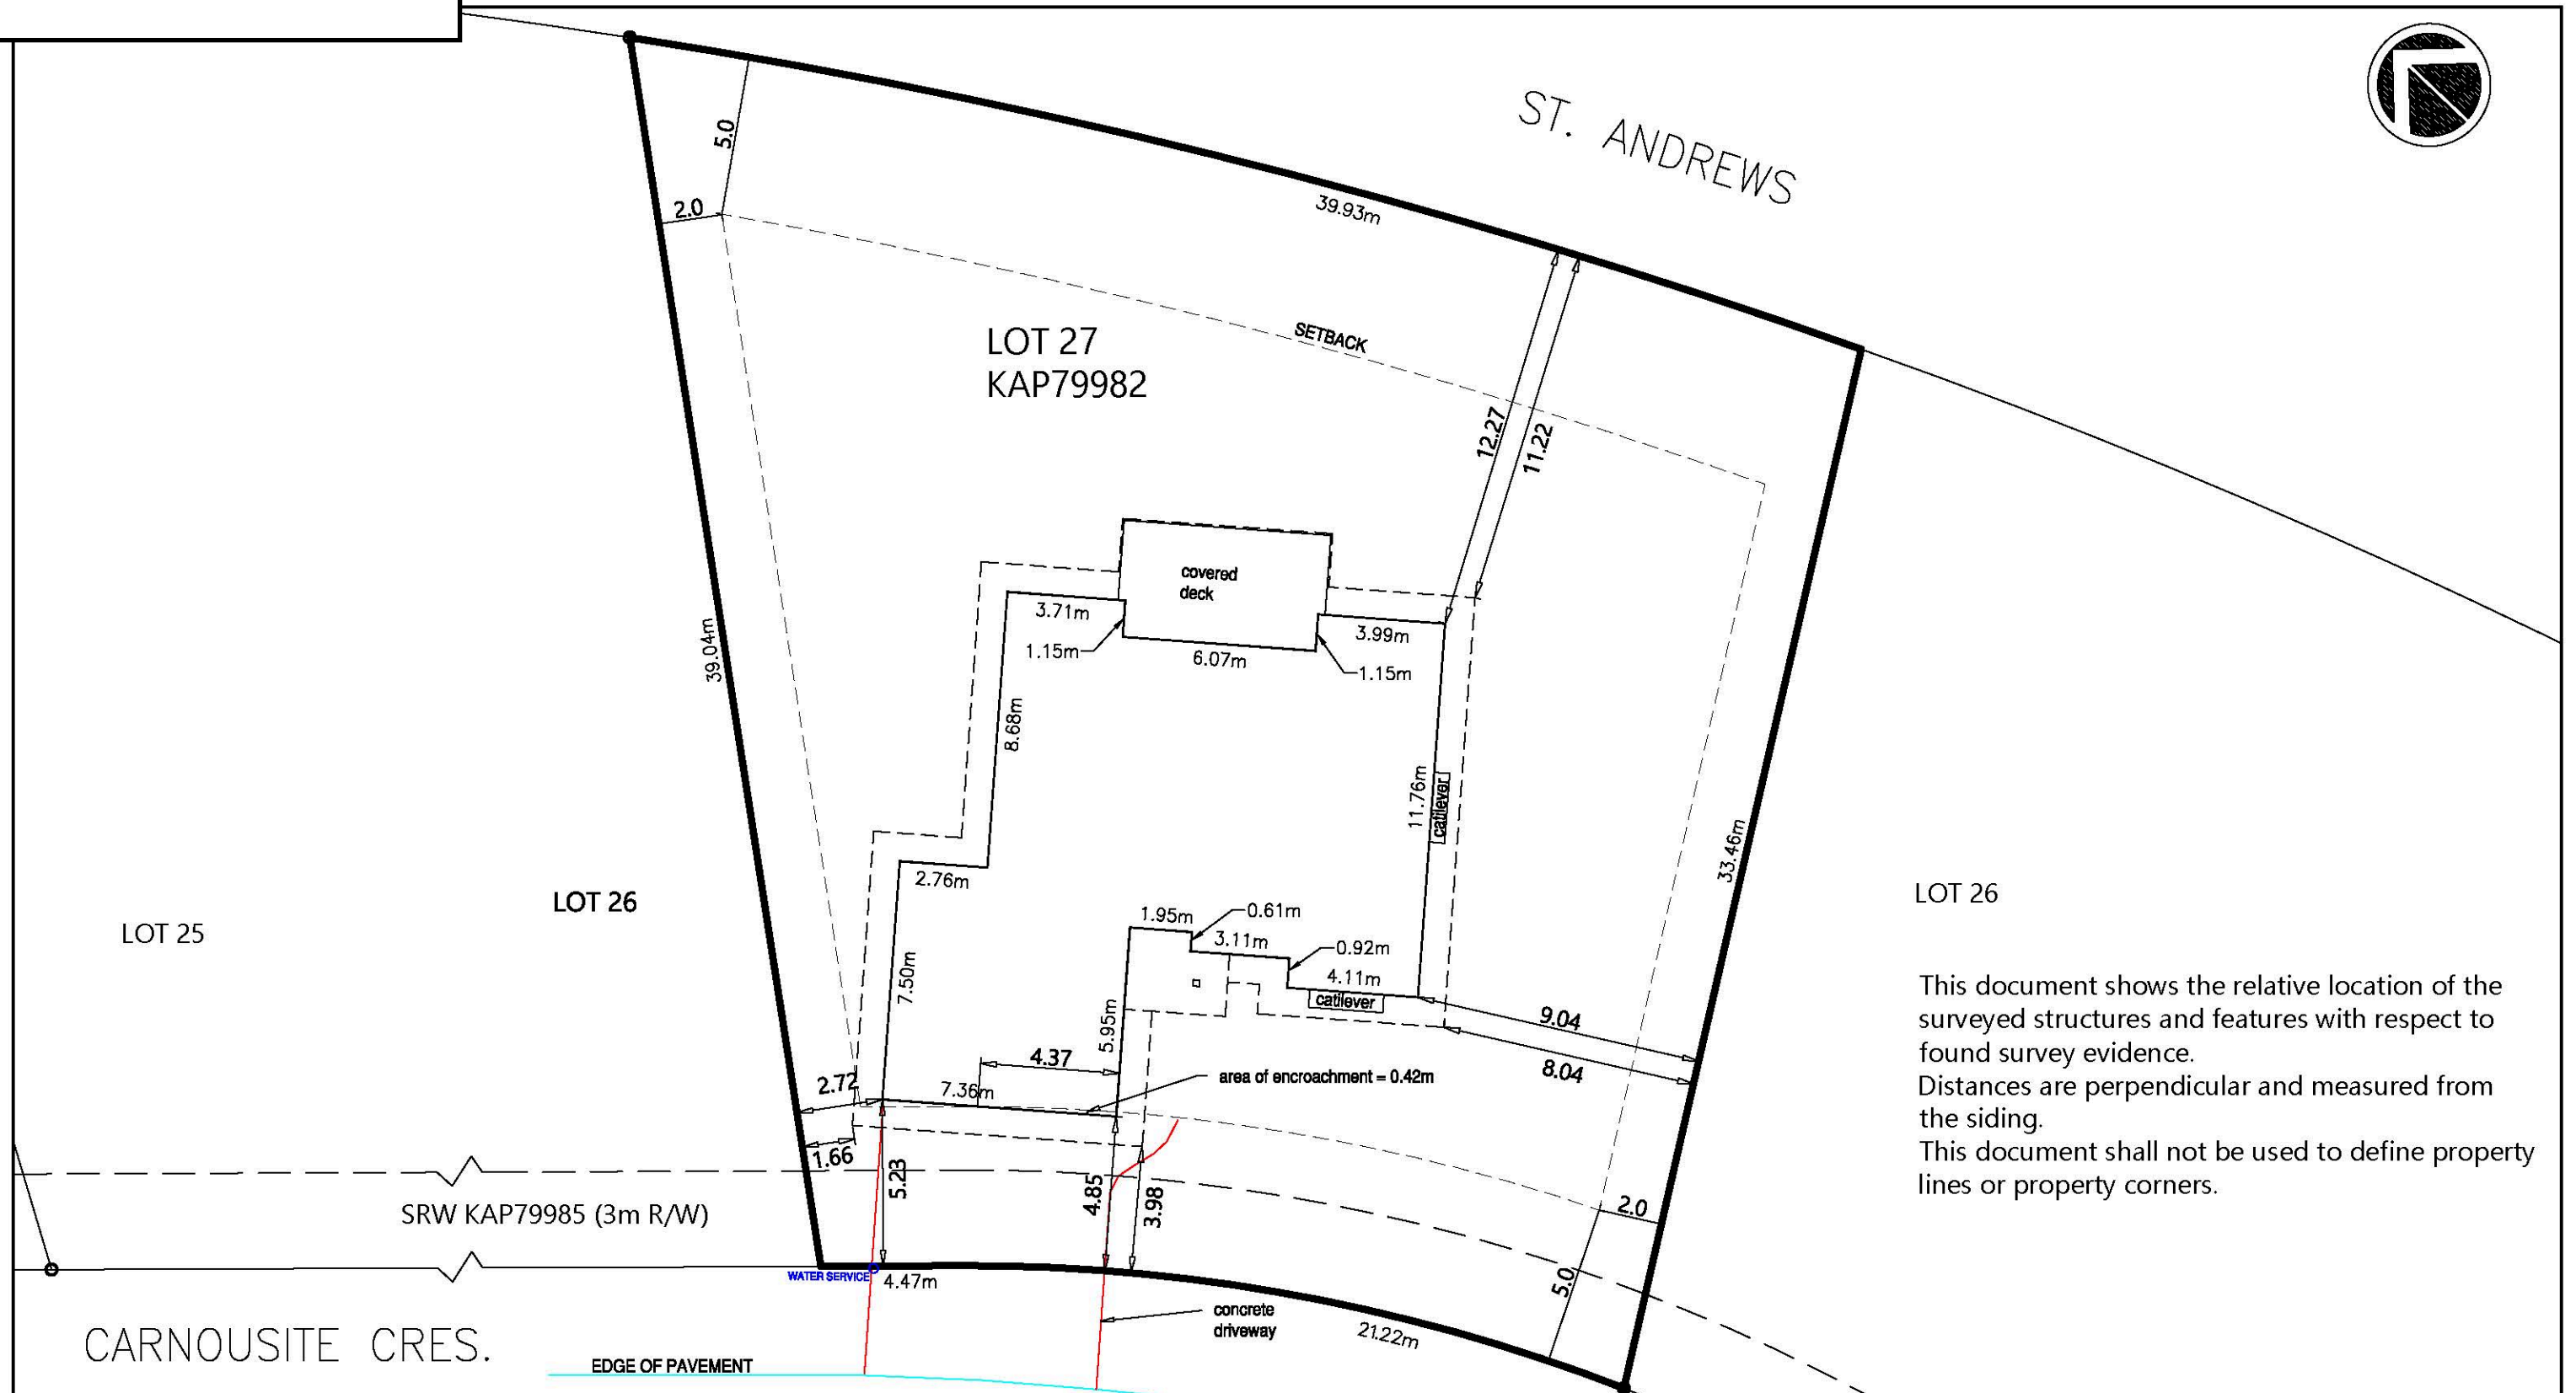 ST. ANDREWS
39.93m
5.0
2.0
SETBACK
LOT 27
KAP79982
12.27
11.22
covered
deck
3.71m
1.15m
6.07m
3.99m
1.15m
39.04m
8.68m
11.76m
catilever
33.46m
2.76m
LOT 26
LOT 25
LOT 26
1.95m
0.61m
3.11m
0.92m
4.11m
catilever
7.50m
5.95m
9.04
8.04
4.37
7.36m
area of encroachment = 0.42m
2.72
1.66
5.23
4.85
3.98
2.0
5.0
This document shows the relative location of the
surveyed structures and features with respect to
found survey evidence.
Distances are perpendicular and measured from
the siding.
This document shall not be used to define property
lines or property corners.
SRW KAP79985 (3m R/W)
WATER SERVICE
4.47m
concrete
driveway
21.22m
CARNOUSITE CRES.
EDGE OF PAVEMENT